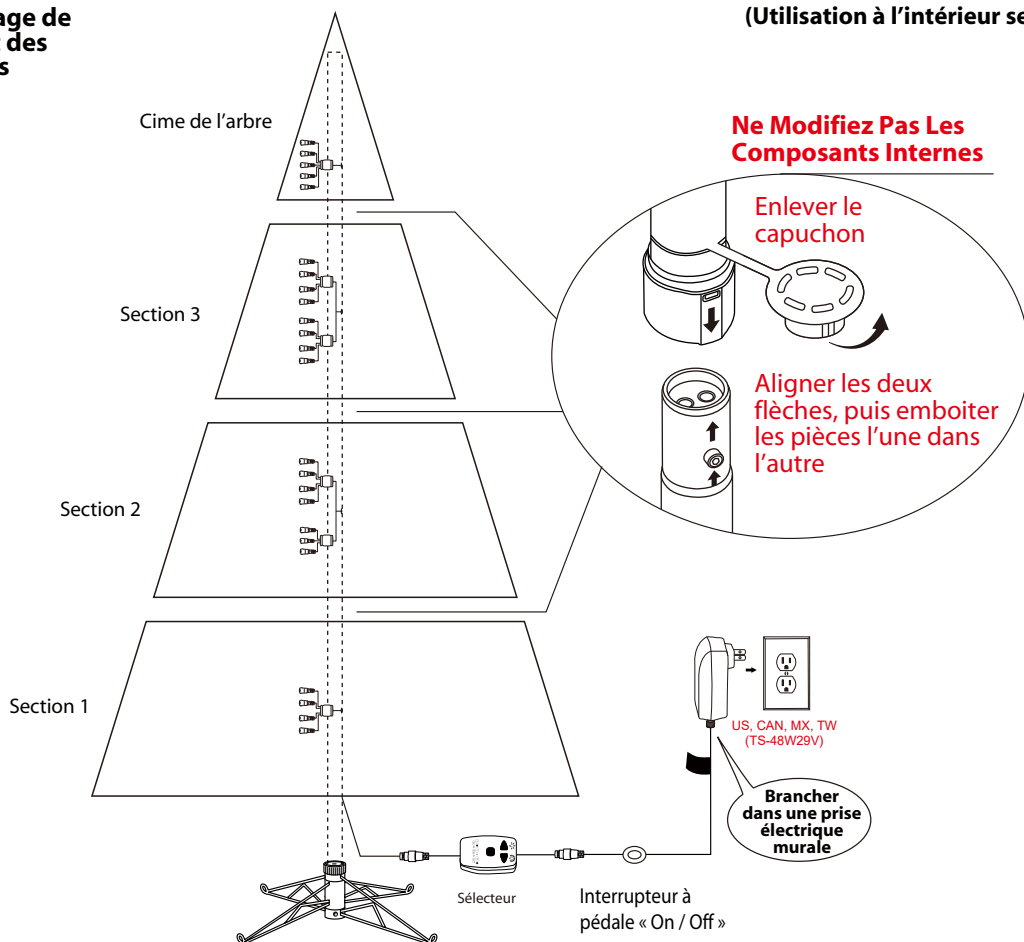 age de
des
s
(Utilisation à l’intérieur se
Cime de l’arbre
Ne Modifiez Pas Les
Composants Internes
Enlever le
capuchon
Section 3
Aligner les deux
flèches, puis emboiter
les pièces l’une dans
l’autre
Section 2
Section 1
US, CAN, MX, TW
(TS-48W29V)
Brancher
dans une prise
électrique
murale
Sélecteur
Interrupteur à
pédale « On / Off »